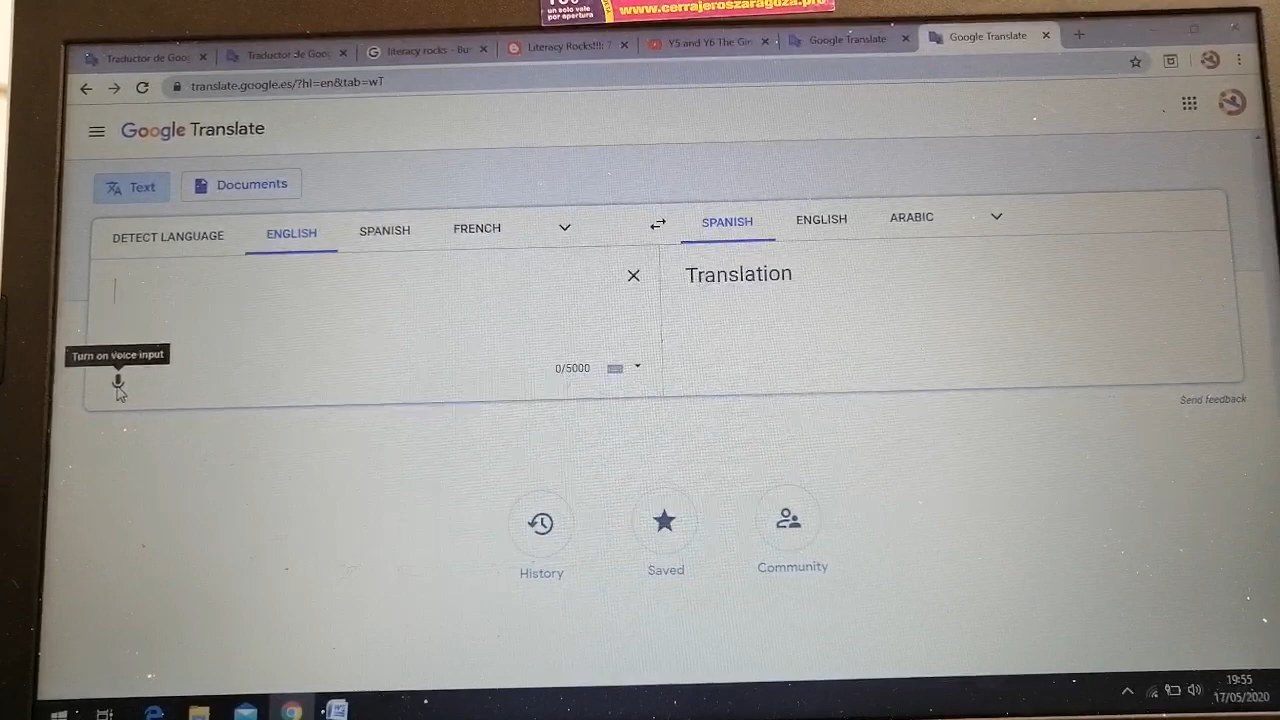 un solo vale
por apertura
www.cerrajeroszaragoza.pro
Traductor de Goo
Traductor de Goo
literacy rocks - Bu
Literacy Rocks!!!: 7
Y5 and Y6 The Gir
Google Translate
Google Translate
translate.google.es/?hl=en&tab=wT
Google Translate
Text
Documents
DETECT LANGUAGE
ENGLISH
SPANISH
FRENCH
SPANISH
ENGLISH
ARABIC
Translation
Turn on voice input
0/5000
Send feedback
History
Saved
Community
19:55
17/05/2020